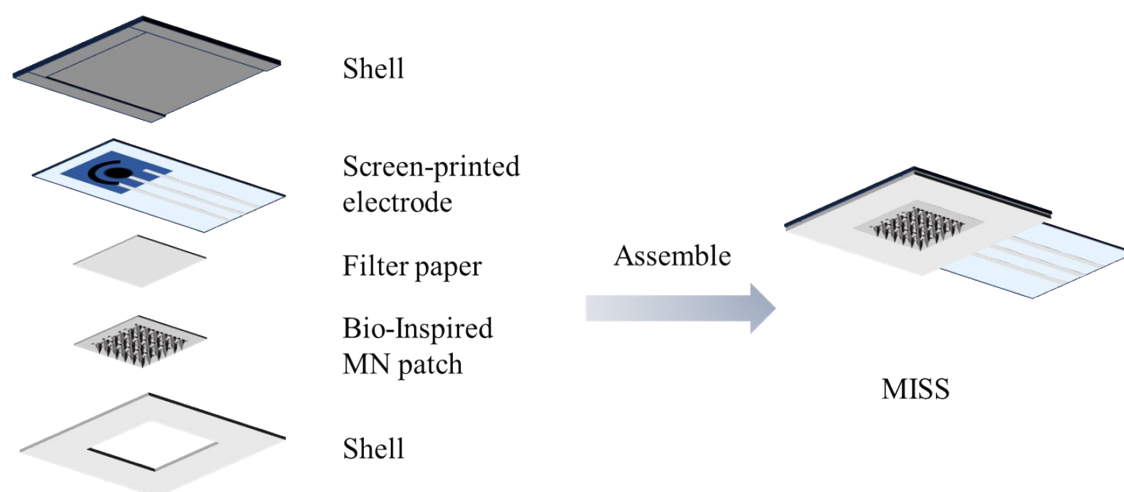 Shell
Screen-printed
electrode
Filter paper
Bio-Inspired
MN patch
Shell
Assemble
MISS